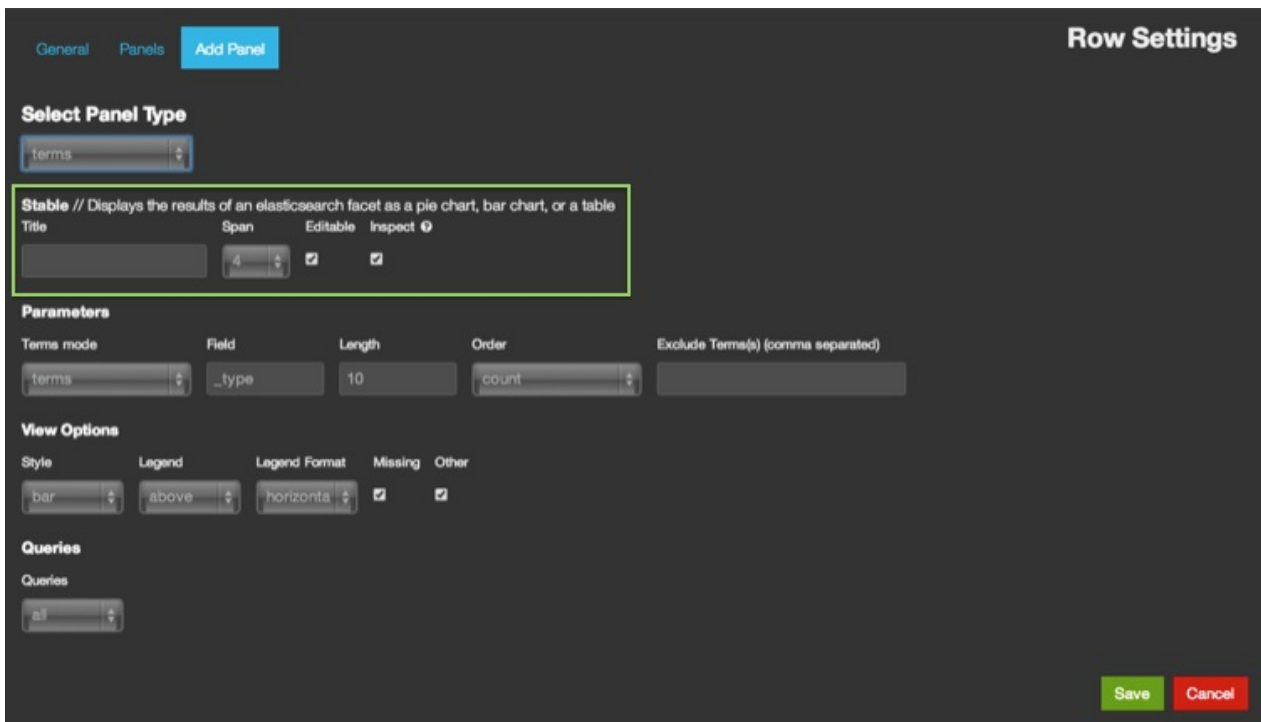 General Panels Add Panel Row Settings
Select Panel Type
terms
Stable // Displays the results of an elasticsearch facet as a pie chart, bar chart, or a table
Title Span Editable Inspect
4
Parameters
Terms mode Field Length Order Exclude Terms(s) (comma separated)
terms _type 10 count
View Options
Style Legend Legend Format Missing Other
bar above horizonta
Queries
Queries
all
Save Cancel